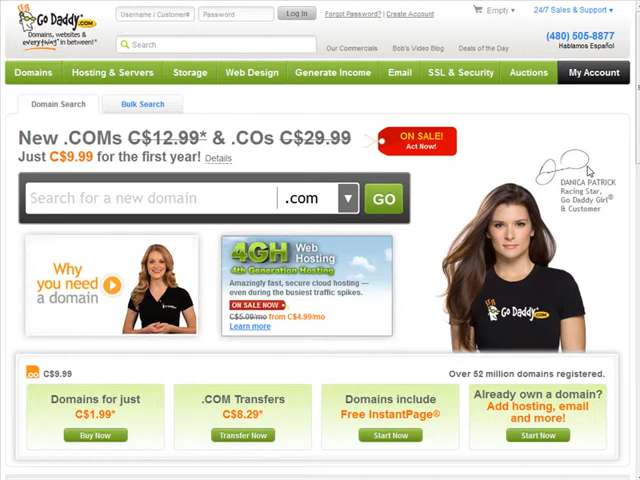 Go Daddy.COM
Domains, websites &
everything* in between!®
Username / Customer#
Password
Log In
Forgot Password? | Create Account
Empty
24/7 Sales & Support
Search
Our Commercials
Bob's Video Blog
Deals of the Day
(480) 505-8877
Hablamos Español
Domains
Hosting & Servers
Storage
Web Design
Generate Income
Email
SSL & Security
Auctions
My Account
Domain Search
Bulk Search
New .COMs C$12.99* & .COs C$29.99
Just C$9.99 for the first year! Details
ON SALE!
Act Now!
Search for a new domain
.com
GO
DANICA PATRICK
Racing Star,
Go Daddy Girl®
& Customer
Why
you need
a domain
4GH Web
Hosting
4th Generation Hosting
Amazingly fast, secure cloud hosting —
even during the busiest traffic spikes.
ON SALE NOW
C$5.09/mo from C$4.99/mo
Learn more
Go Daddy.COM
.CO C$9.99
Over 52 million domains registered.
Domains for just
C$1.99*
Buy Now
.COM Transfers
C$8.29*
Transfer Now
Domains include
Free InstantPage®
Start Now
Already own a domain?
Add hosting, email
and more!
Start Now